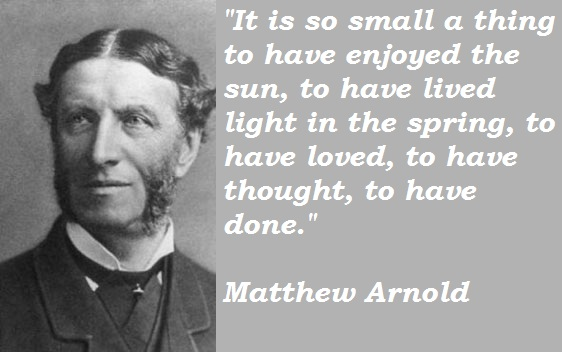 "It is so small a thing
to have enjoyed the
sun, to have lived
light in the spring, to
have loved, to have
thought, to have
done."
Matthew Arnold